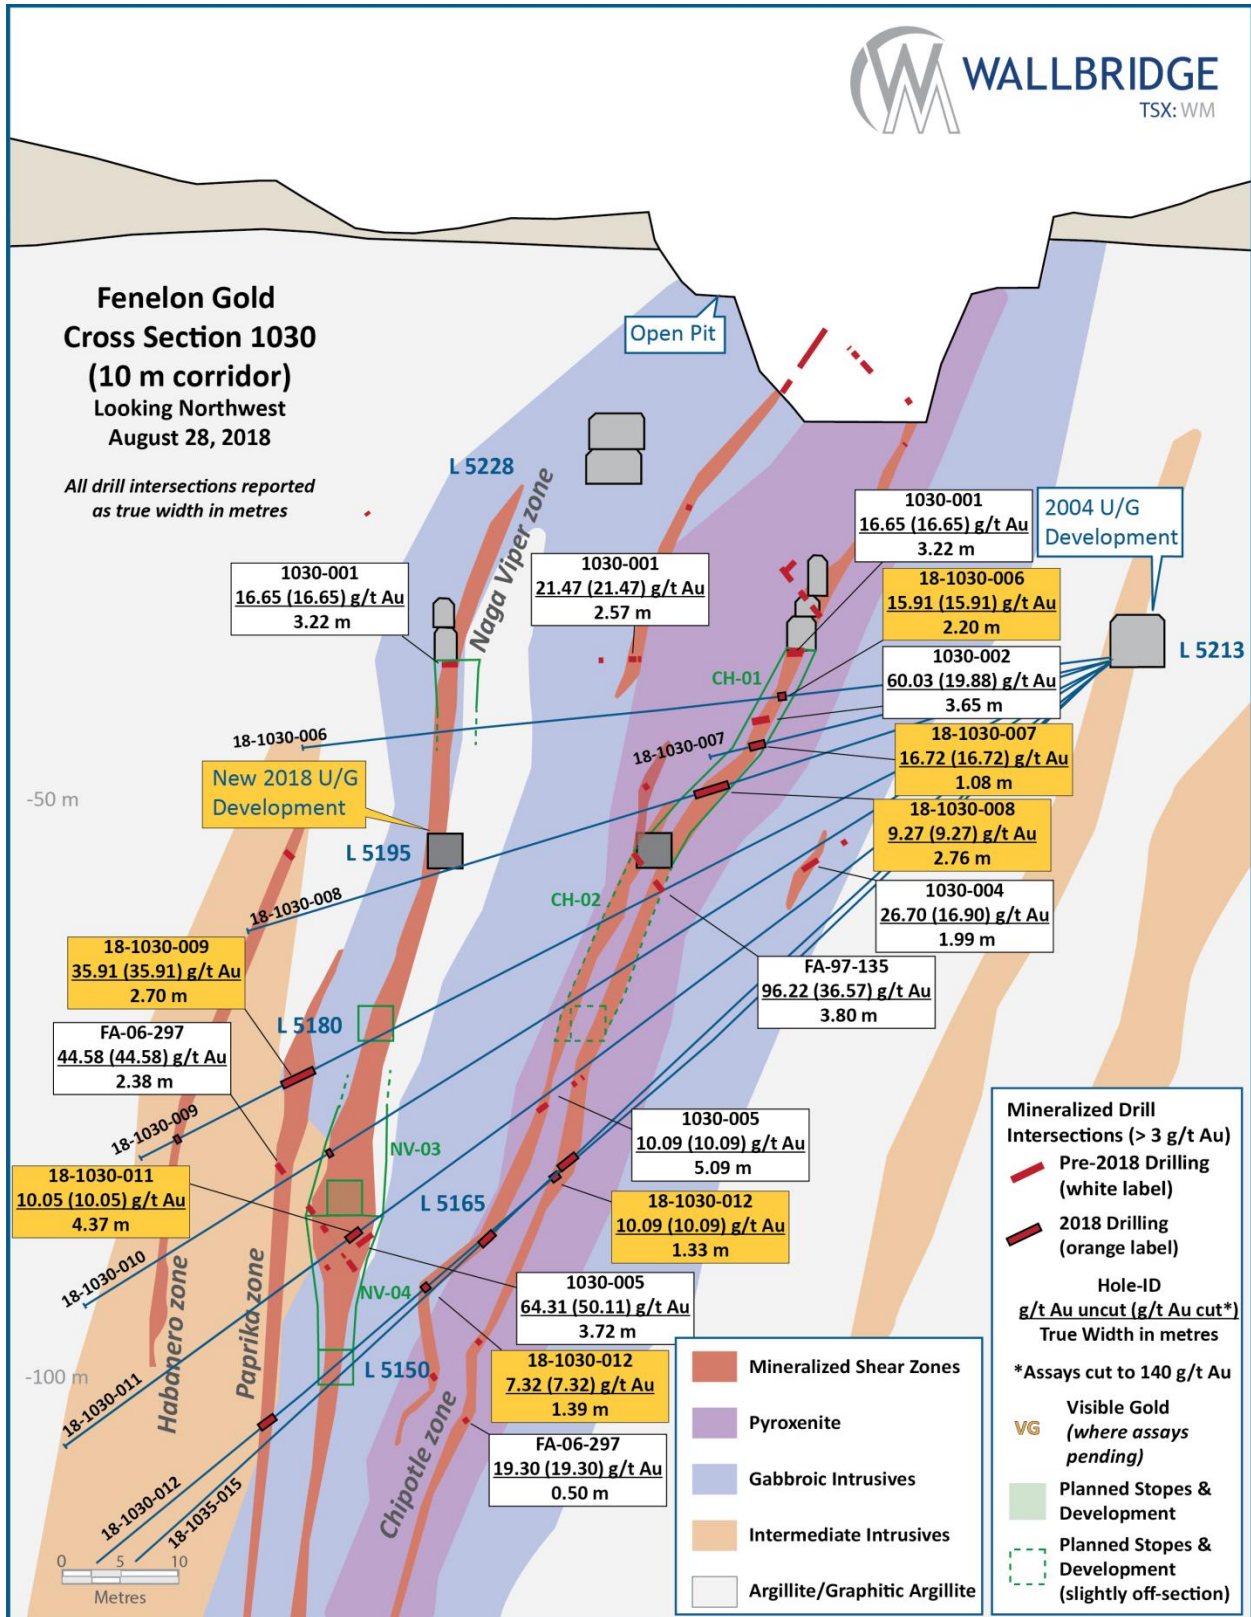 WALLBRIDGE
TSX: WM
Fenelon Gold
Cross Section 1030
(10 m corridor)
Looking Northwest
August 28, 2018
All drill intersections reported
as true width in metres
Open Pit
L 5228
Naga Viper zone
2004 U/G
Development
L 5213
1030-001
16.65 (16.65) g/t Au
3.22 m
1030-001
21.47 (21.47) g/t Au
2.57 m
1030-001
16.65 (16.65) g/t Au
3.22 m
18-1030-006
15.91 (15.91) g/t Au
2.20 m
1030-002
60.03 (19.88) g/t Au
3.65 m
18-1030-007
16.72 (16.72) g/t Au
1.08 m
18-1030-008
9.27 (9.27) g/t Au
2.76 m
1030-004
26.70 (16.90) g/t Au
1.99 m
FA-97-135
96.22 (36.57) g/t Au
3.80 m
CH-01
18-1030-006
18-1030-007
New 2018 U/G
Development
-50 m
L 5195
CH-02
18-1030-008
18-1030-009
35.91 (35.91) g/t Au
2.70 m
L 5180
FA-06-297
44.58 (44.58) g/t Au
2.38 m
18-1030-009
NV-03
18-1030-011
10.05 (10.05) g/t Au
4.37 m
L 5165
1030-005
10.09 (10.09) g/t Au
5.09 m
18-1030-012
10.09 (10.09) g/t Au
1.33 m
18-1030-010
NV-04
1030-005
64.31 (50.11) g/t Au
3.72 m
Habanero zone
Paprika zone
L 5150
18-1030-012
7.32 (7.32) g/t Au
1.39 m
-100 m
18-1030-011
FA-06-297
19.30 (19.30) g/t Au
0.50 m
Chipotle zone
18-1030-012
18-1035-015
0 5 10
Metres
Mineralized Shear Zones
Pyroxenite
Gabbroic Intrusives
Intermediate Intrusives
Argillite/Graphitic Argillite
Mineralized Drill
Intersections (> 3 g/t Au)
Pre-2018 Drilling
(white label)
2018 Drilling
(orange label)
Hole-ID
g/t Au uncut (g/t Au cut*)
True Width in metres
*Assays cut to 140 g/t Au
VG
Visible Gold
(where assays
pending)
Planned Stopes &
Development
Planned Stopes &
Development
(slightly off-section)